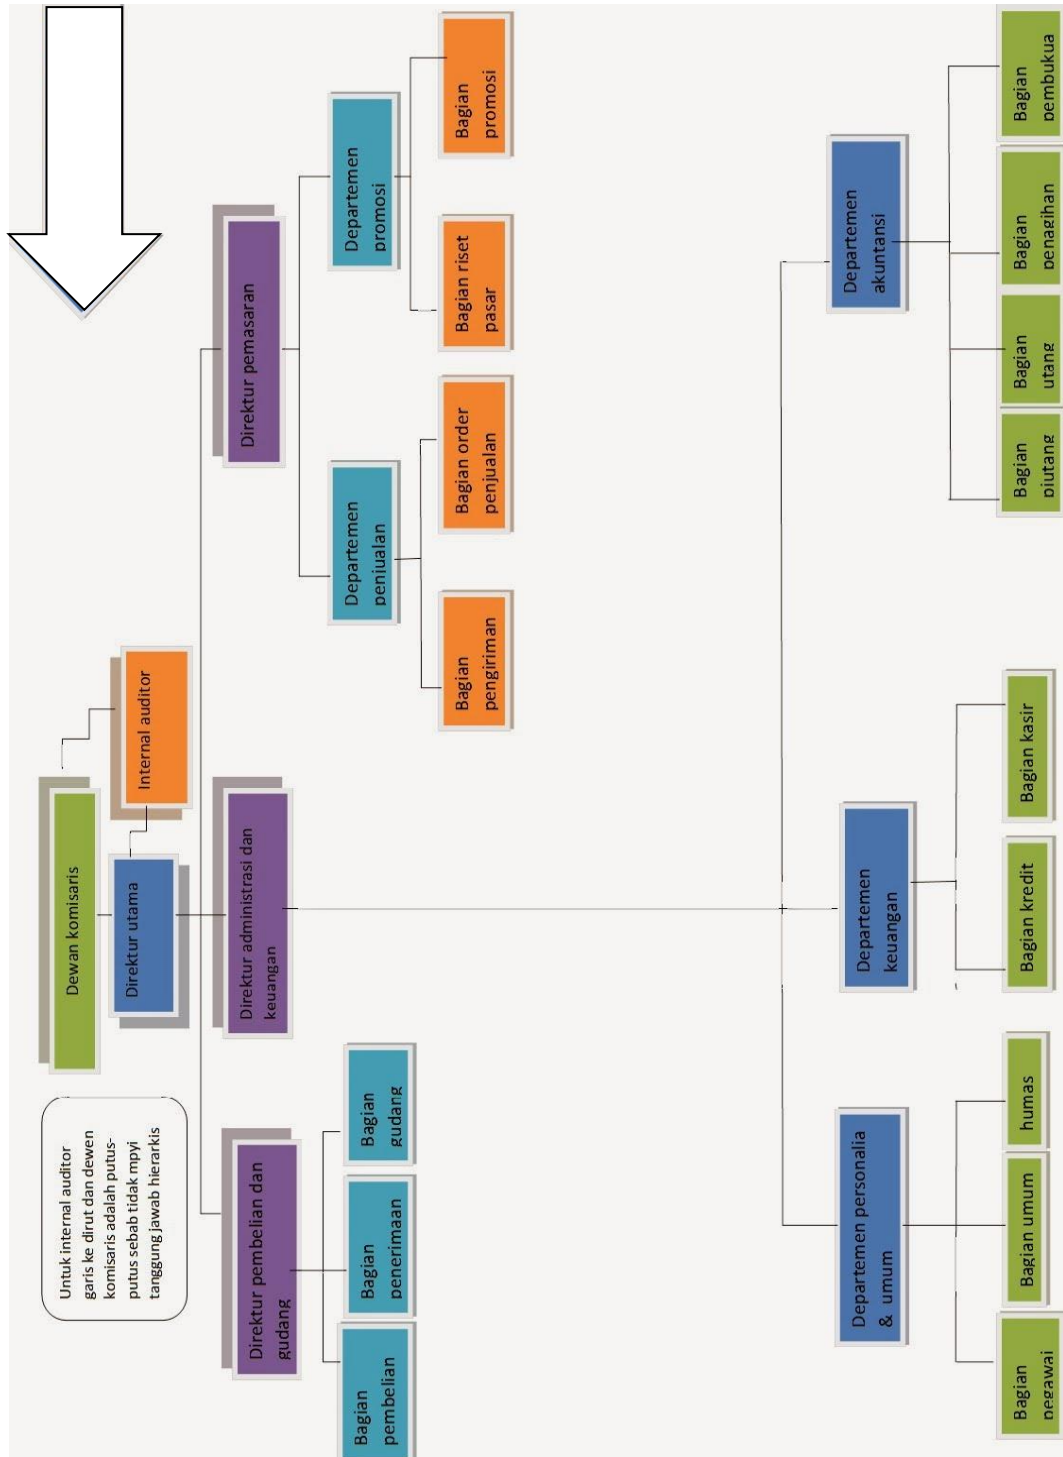 Dewan komisaris
Internal auditor
Direktur utama
Untuk internal auditor
garis ke dirut dan dewen
komisaris adalah putus-
putus sebab tidak mpyi
tanggung jawab hierarkis
Direktur pembelian dan
gudang
Direktur administrasi dan
keuangan
Direktur pemasaran
Bagian
pembelian
Bagian
penerimaan
Bagian
gudang
Departemen
penjualan
Departemen
promosi
Bagian
pengiriman
Bagian order
penjualan
Bagian riset
pasar
Bagian
promosi
Departemen personalia
& umum
Departemen
keuangan
Departemen
akuntansi
Bagian
pegawai
Bagian umum
humas
Bagian kredit
Bagian kasir
Bagian
piutang
Bagian
utang
Bagian
penagihan
Bagian
pembukua